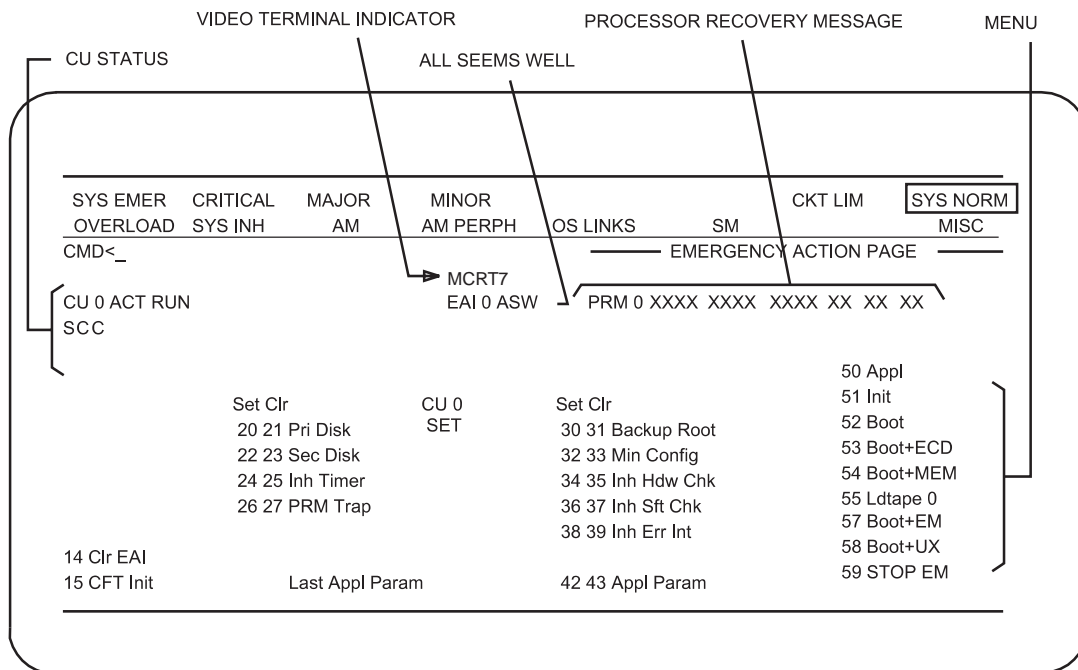 VIDEO TERMINAL INDICATOR PROCESSOR RECOVERY MESSAGE MENU
CU STATUS ALL SEEMS WELL
SYS EMER CRITICAL MAJOR MINOR CKT LIM SYS NORM
OVERLOAD SYS INH AM AM PERPH OS LINKS SM MISC
CMD<_ EMERGENCY ACTION PAGE
MCRT7
CU 0 ACT RUN EAI 0 ASW PRM 0 XXXX XXXX XXXX XX XX XX
SCC
50 Appl
51 Init
Set Clr CU 0 Set Clr
52 Boot
20 21 Pri Disk SET 30 31 Backup Root
53 Boot+ECD
22 23 Sec Disk 32 33 Min Config
54 Boot+MEM
24 25 Inh Timer 34 35 Inh Hdw Chk
55 Ldtape 0
26 27 PRM Trap 36 37 Inh Sft Chk
57 Boot+EM
38 39 Inh Err Int
58 Boot+UX
14 Clr EAI
59 STOP EM
15 CFT Init Last Appl Param 42 43 Appl Param